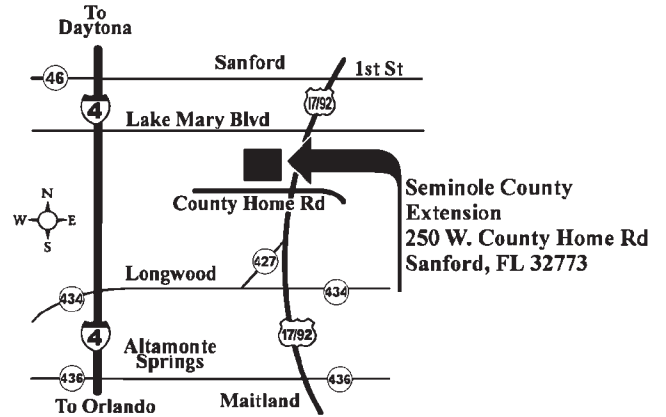 To
Daytona
Sanford
1st St
46
17/92
4
Lake Mary Blvd
N
W E
S
County Home Rd
Seminole County
Extension
250 W. County Home Rd
Sanford, FL 32773
427
Longwood
434
434
4
17/92
Altamonte
Springs
436
436
To Orlando
Maitland